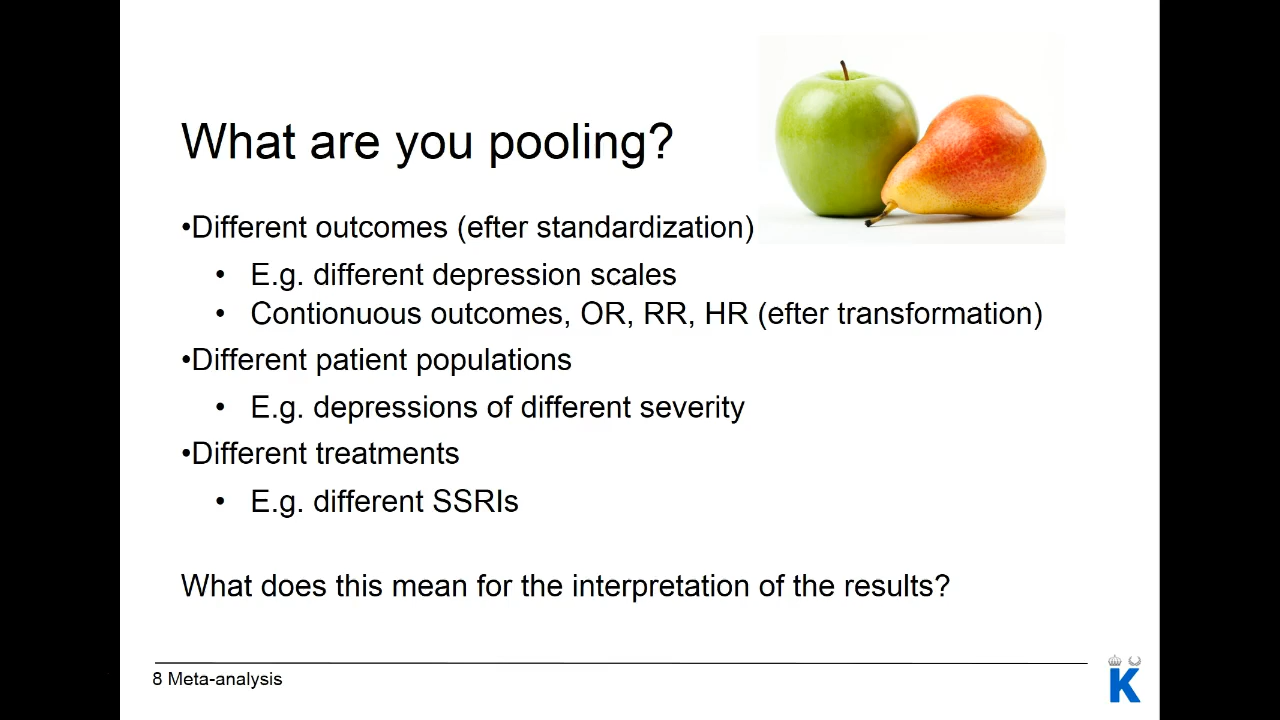 What are you pooling?
•Different outcomes (efter standardization)
• E.g. different depression scales
• Contionuous outcomes, OR, RR, HR (efter transformation)
•Different patient populations
• E.g. depressions of different severity
•Different treatments
• E.g. different SSRIs
What does this mean for the interpretation of the results?
8 Meta-analysis
K